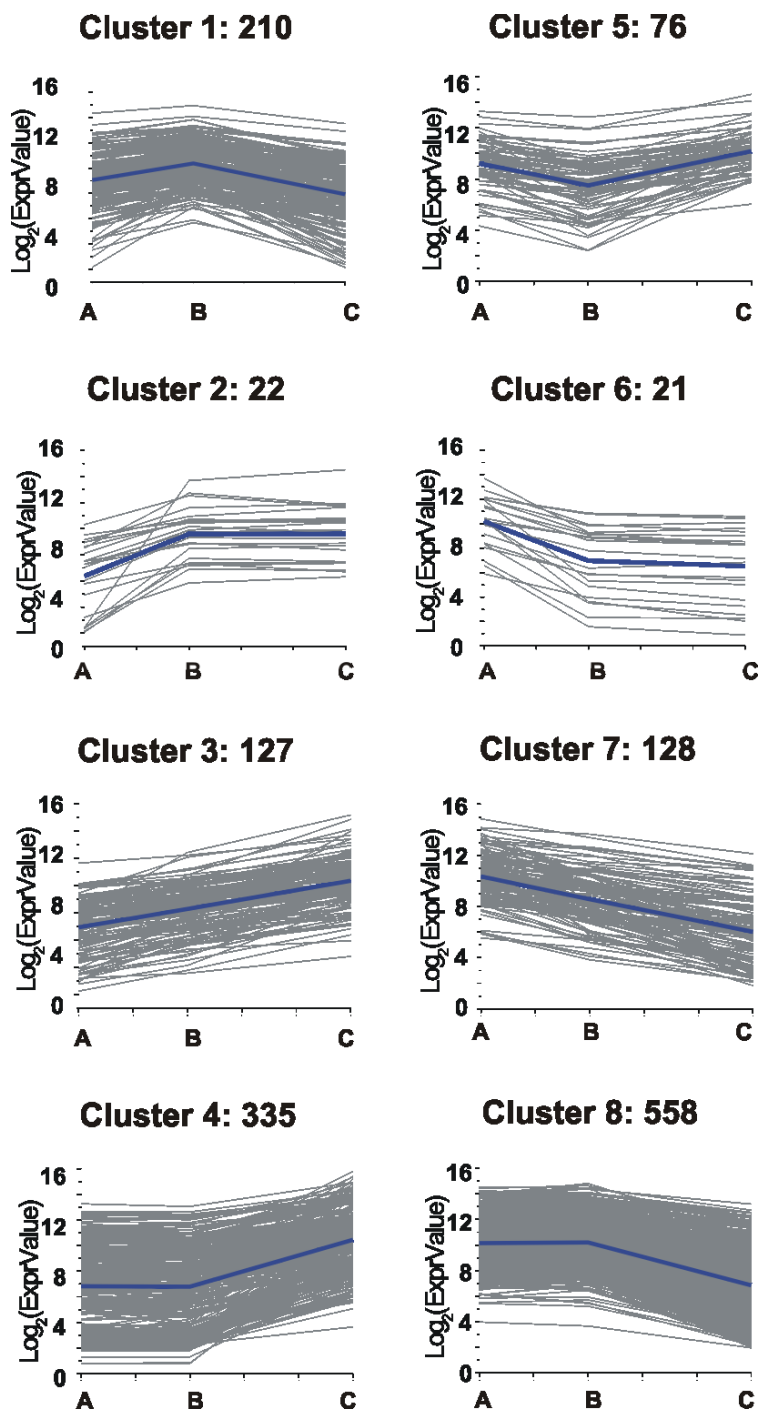 Cluster 1: 210
16
12
8
4
0
Log2(ExprValue)
A B C
Cluster 5: 76
16
12
8
4
0
Log2(ExprValue)
A B C
Cluster 2: 22
16
12
8
4
0
Log2(ExprValue)
A B C
Cluster 6: 21
16
12
8
4
0
Log2(ExprValue)
A B C
Cluster 3: 127
16
12
8
4
0
Log2(ExprValue)
A B C
Cluster 7: 128
16
12
8
4
0
Log2(ExprValue)
A B C
Cluster 4: 335
16
12
8
4
0
Log2(ExprValue)
A B C
Cluster 8: 558
16
12
8
4
0
Log2(ExprValue)
A B C